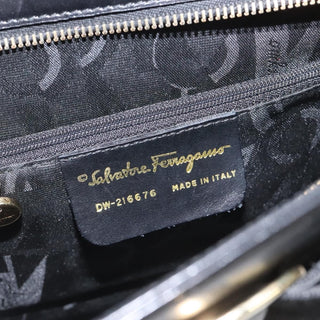 ©Salvatore Ferragamo
DW-216676 MADE IN ITALY